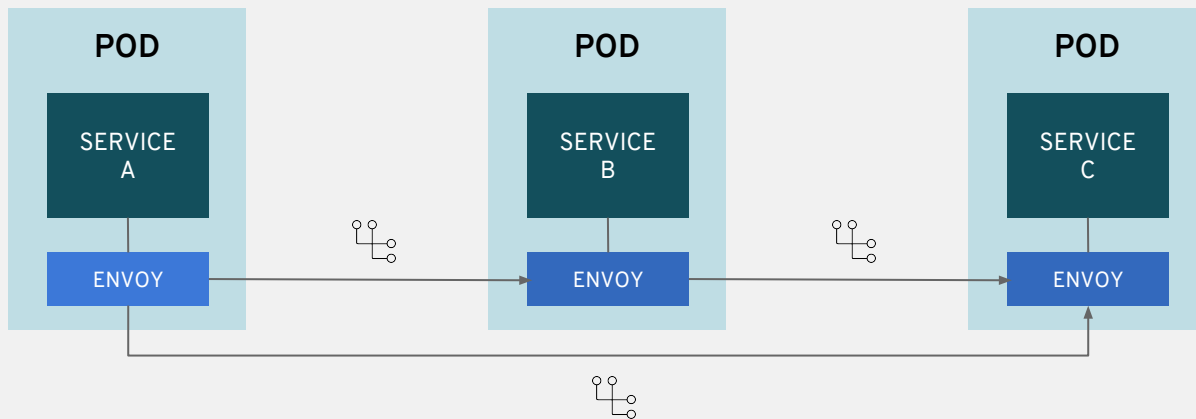 POD
POD
POD
SERVICE
A
SERVICE
B
SERVICE
C
ENVOY
ENVOY
ENVOY